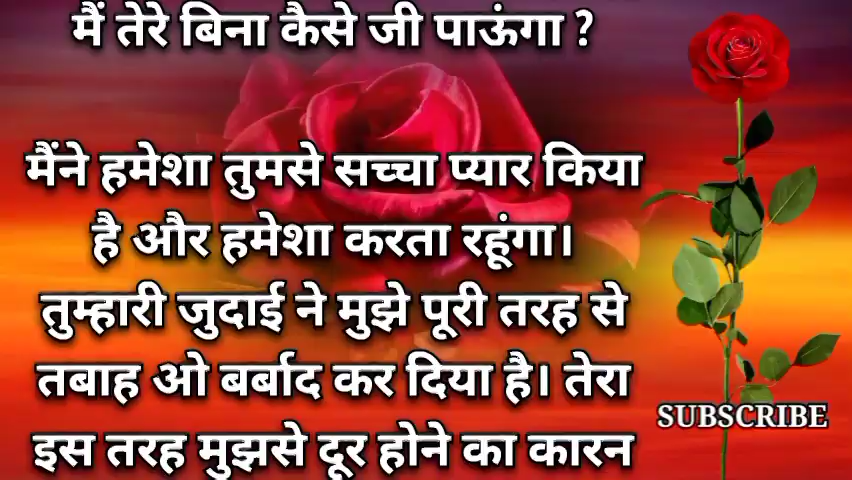 मैं तेरे बिना कैसे जी पाऊंगा ?
मैंने हमेशा तुमसे सच्चा प्यार किया
है और हमेशा करता रहूंगा।
तुम्हारी जुदाई ने मुझे पूरी तरह से
तबाह ओ बर्बाद कर दिया है। तेरा
इस तरह मुझसे दूर होने का कारन
SUBSCRIBE